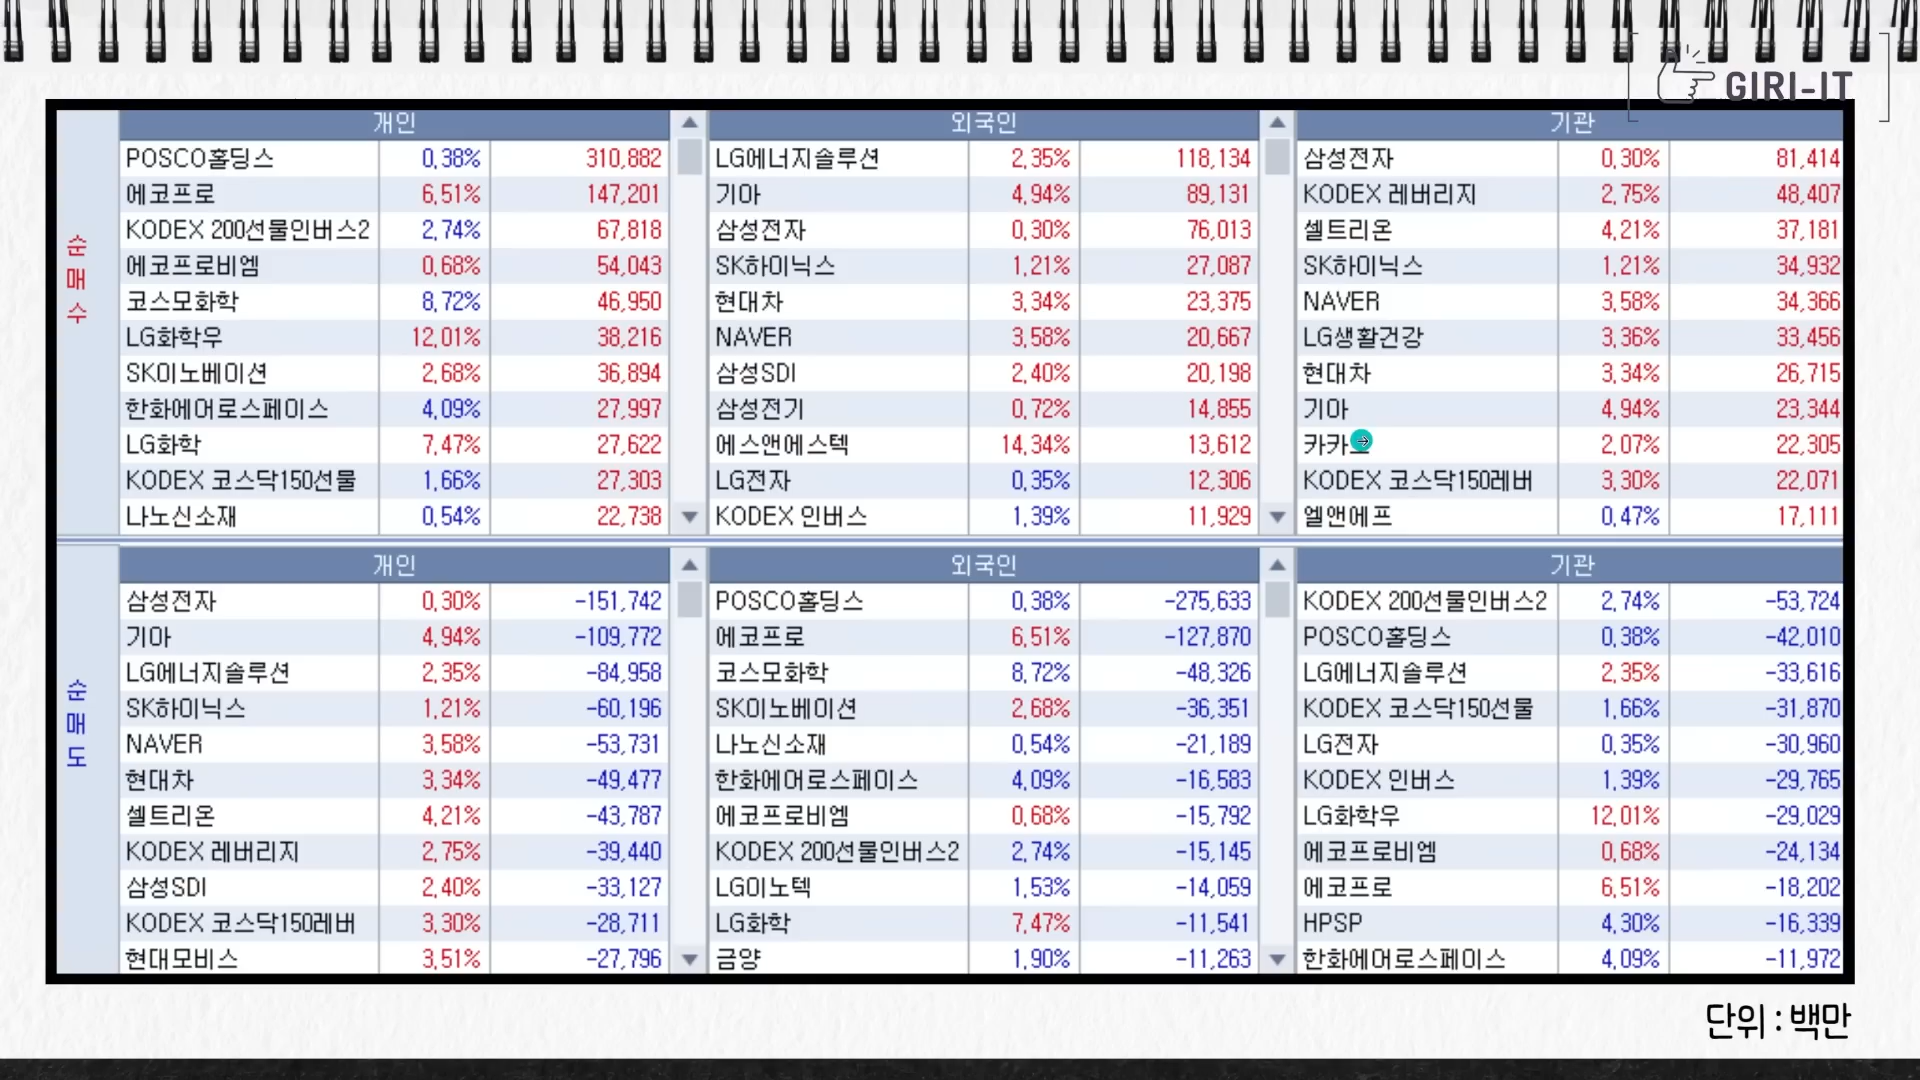 GIRI-IT
순매수
개인 외국인 기관
POSCO홀딩스 0,38% 310,882 LG에너지솔루션 2,35% 118,134 삼성전자 0,30% 81,414
에코프로 6,51% 147,201 기아 4,94% 89,131 KODEX 레버리지 2,75% 48,407
KODEX 200선물인버스2 2,74% 67,818 삼성전자 0,30% 76,013 셀트리온 4,21% 37,181
에코프로비엠 0,68% 54,043 SK하이닉스 1,21% 27,087 SK하이닉스 1,21% 34,932
코스모화학 8,72% 46,950 현대차 3,34% 23,375 NAVER 3,58% 34,366
LG화학우 12,01% 38,216 NAVER 3,58% 20,667 LG생활건강 3,36% 33,456
SK이노베이션 2,68% 36,894 삼성SDI 2,40% 20,198 현대차 3,34% 26,715
한화에어로스페이스 4,09% 27,997 삼성전기 0,72% 14,855 기아 4,94% 23,344
LG화학 7,47% 27,622 에스앤에스텍 14,34% 13,612 카카 2,07% 22,305
KODEX 코스닥150선물 1,66% 27,303 LG전자 0,35% 12,306 KODEX 코스닥150레버 3,30% 22,071
나노신소재 0,54% 22,738 KODEX 인버스 1,39% 11,929 엘앤에프 0,47% 17,111
순매도
개인 외국인 기관
삼성전자 0,30% -151,742 POSCO홀딩스 0,38% -275,633 KODEX 200선물인버스2 2,74% -53,724
기아 4,94% -109,772 에코프로 6,51% -127,870 POSCO홀딩스 0,38% -42,010
LG에너지솔루션 2,35% -84,958 코스모화학 8,72% -48,326 LG에너지솔루션 2,35% -33,616
SK하이닉스 1,21% -60,196 SK이노베이션 2,68% -36,351 KODEX 코스닥150선물 1,66% -31,870
NAVER 3,58% -53,731 나노신소재 0,54% -21,189 LG전자 0,35% -30,960
현대차 3,34% -49,477 한화에어로스페이스 4,09% -16,583 KODEX 인버스 1,39% -29,765
셀트리온 4,21% -43,787 에코프로비엠 0,68% -15,792 LG화학우 12,01% -29,029
KODEX 레버리지 2,75% -39,440 KODEX 200선물인버스2 2,74% -15,145 에코프로비엠 0,68% -24,134
삼성SDI 2,40% -33,127 LG이노텍 1,53% -14,059 에코프로 6,51% -18,202
KODEX 코스닥150레버 3,30% -28,711 LG화학 7,47% -11,541 HPSP 4,30% -16,339
현대모비스 3,51% -27,796 금양 1,90% -11,263 한화에어로스페이스 4,09% -11,972
단위 : 백만